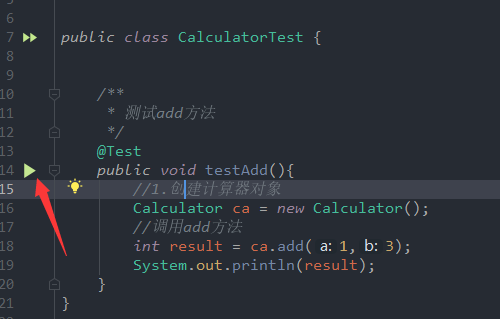 7 public class CalculatorTest {
8
9
10 /**
11 * 测试add方法
12 */
13 @Test
14 public void testAdd(){
15 //1.创建计算器对象
16 Calculator ca = new Calculator();
17 //调用add方法
18 int result = ca.add( a: 1, b: 3);
19 System.out.println(result);
20 }
21 }